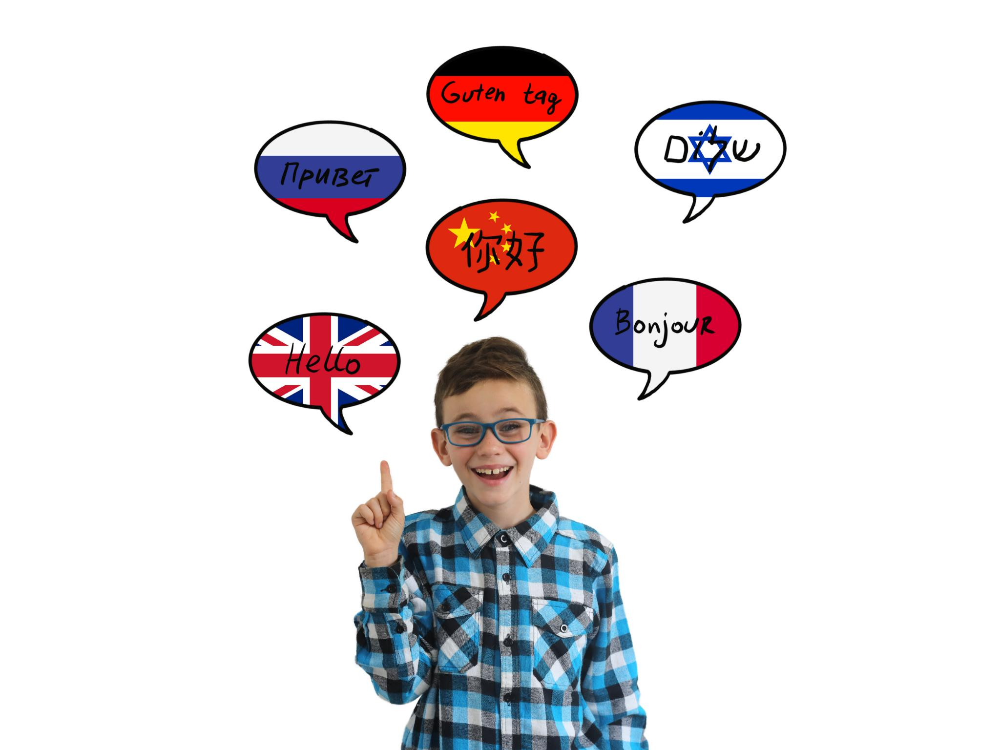 Guten tag
שלום
Привет
你好
Bonjour
Hello